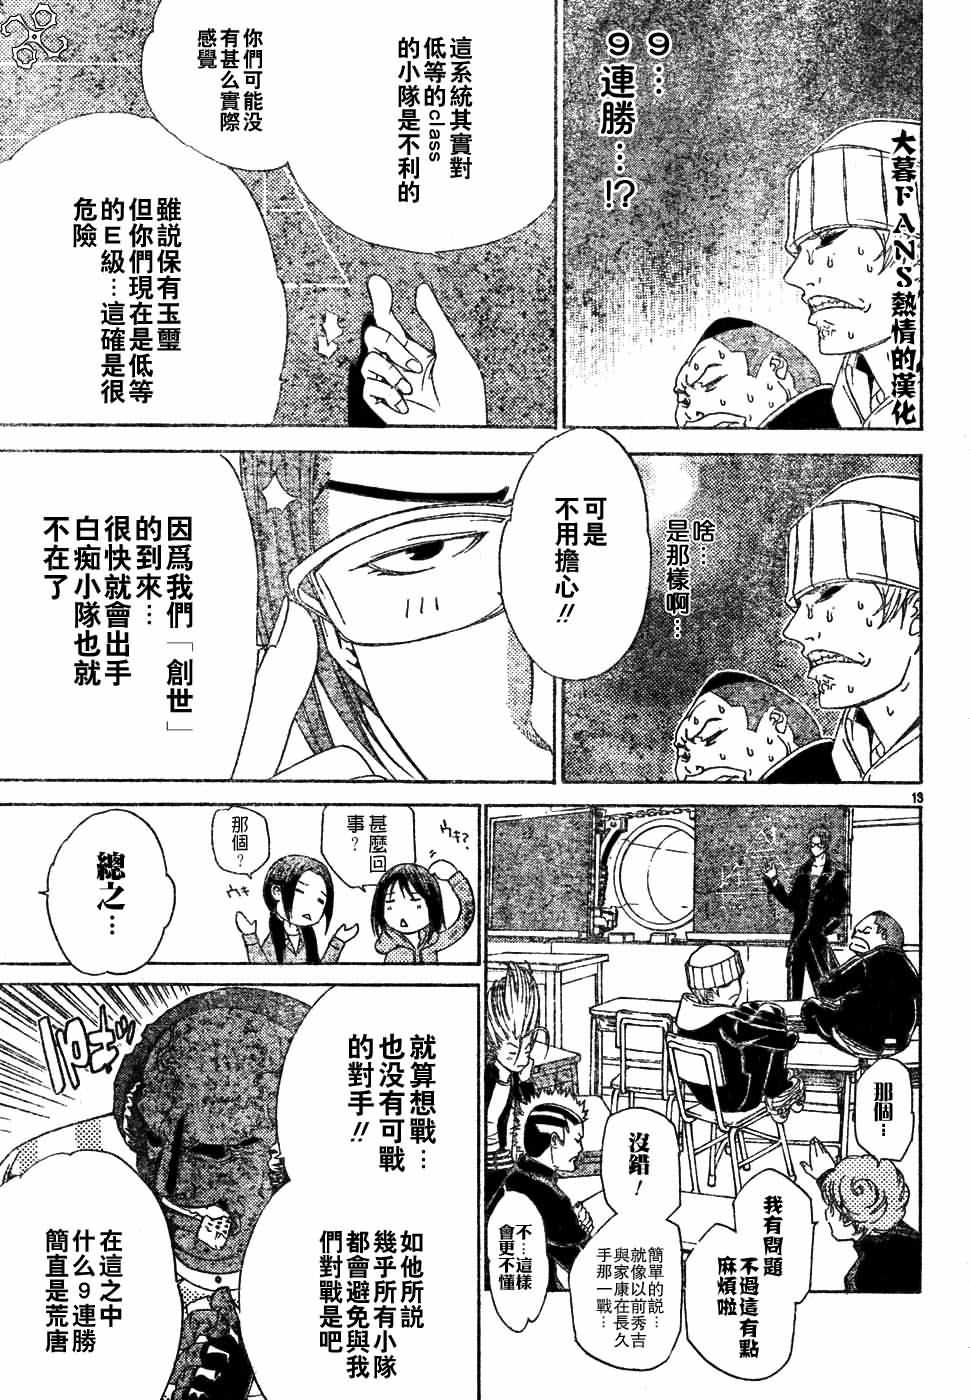 9…
9連勝…!?
大暮FANS熱情的漢化
這系統其實對
低等的class
的小隊是不利的
你們可能没
有甚么實際
感覺
雖説保有玉璽
但你們現在是低等
的E級…這確是很
危險
啥…
是那樣啊…
可是
不用擔心!!
因爲我們「創世」
的到來…
很快就會出手
白痴小隊也就
不在了
13
那個…
我有問題
不過這有點
麻煩啦
沒錯!
簡單的説…
就像以前秀吉
與家康在長久
手那一戰…
不…這樣
會更不懂
ウキ?
甚麼回
事?
那個?
ウキ
總之…
就算想戰…
也没有可戰
的對手!!
如他所説
幾乎所有小隊
都會避免與我
們對戰是吧
在這之中
什么9連勝
簡直是荒唐